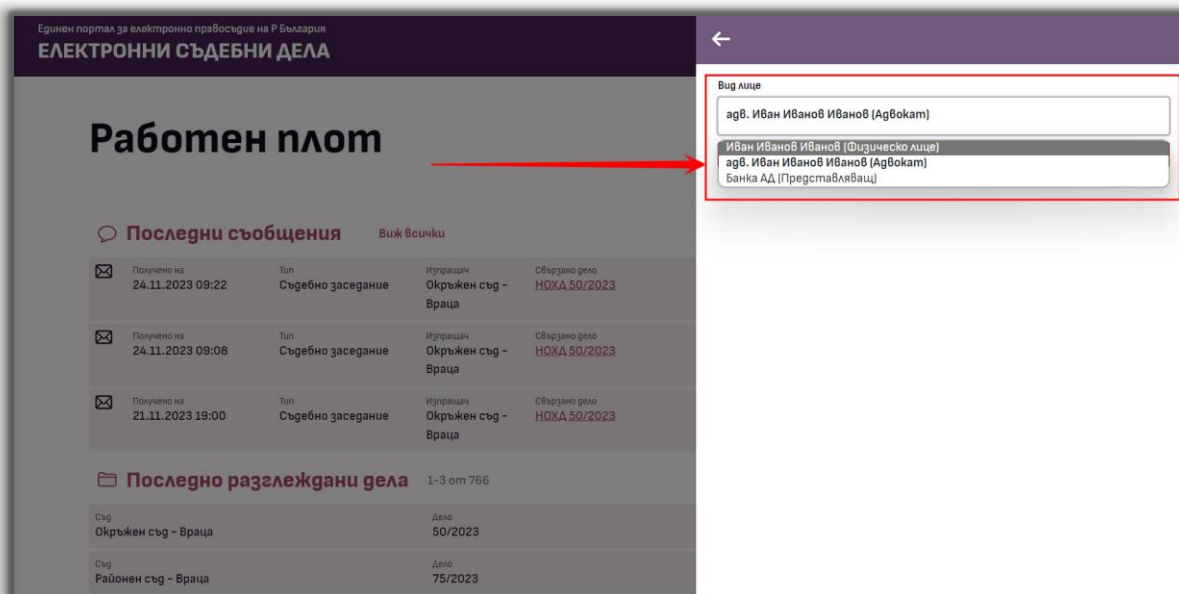 Единен портал за електронно правосъдие на Р България
ЕЛЕКТРОННИ СЪДЕБНИ ДЕЛА
Работен плот
Последни съобщения Виж всички
Получено на Тип Изпращач Свързано дело
24.11.2023 09:22 Съдебно заседание Окръжен съд - НОХД 50/2023
Враца
Получено на Тип Изпращач Свързано дело
24.11.2023 09:08 Съдебно заседание Окръжен съд - НОХД 50/2023
Враца
Получено на Тип Изпращач Свързано дело
21.11.2023 19:00 Съдебно заседание Окръжен съд - НОХД 50/2023
Враца
Последно разглеждани дела 1-3 от 766
Съд Дело
Окръжен съд - Враца 50/2023
Съд Дело
Районен съд - Враца 75/2023
Вид лице
адв. Иван Иванов Иванов (Адвокат)
Иван Иванов Иванов (Физическо лице)
адв. Иван Иванов Иванов (Адвокат)
Банка АД (Представляващ)